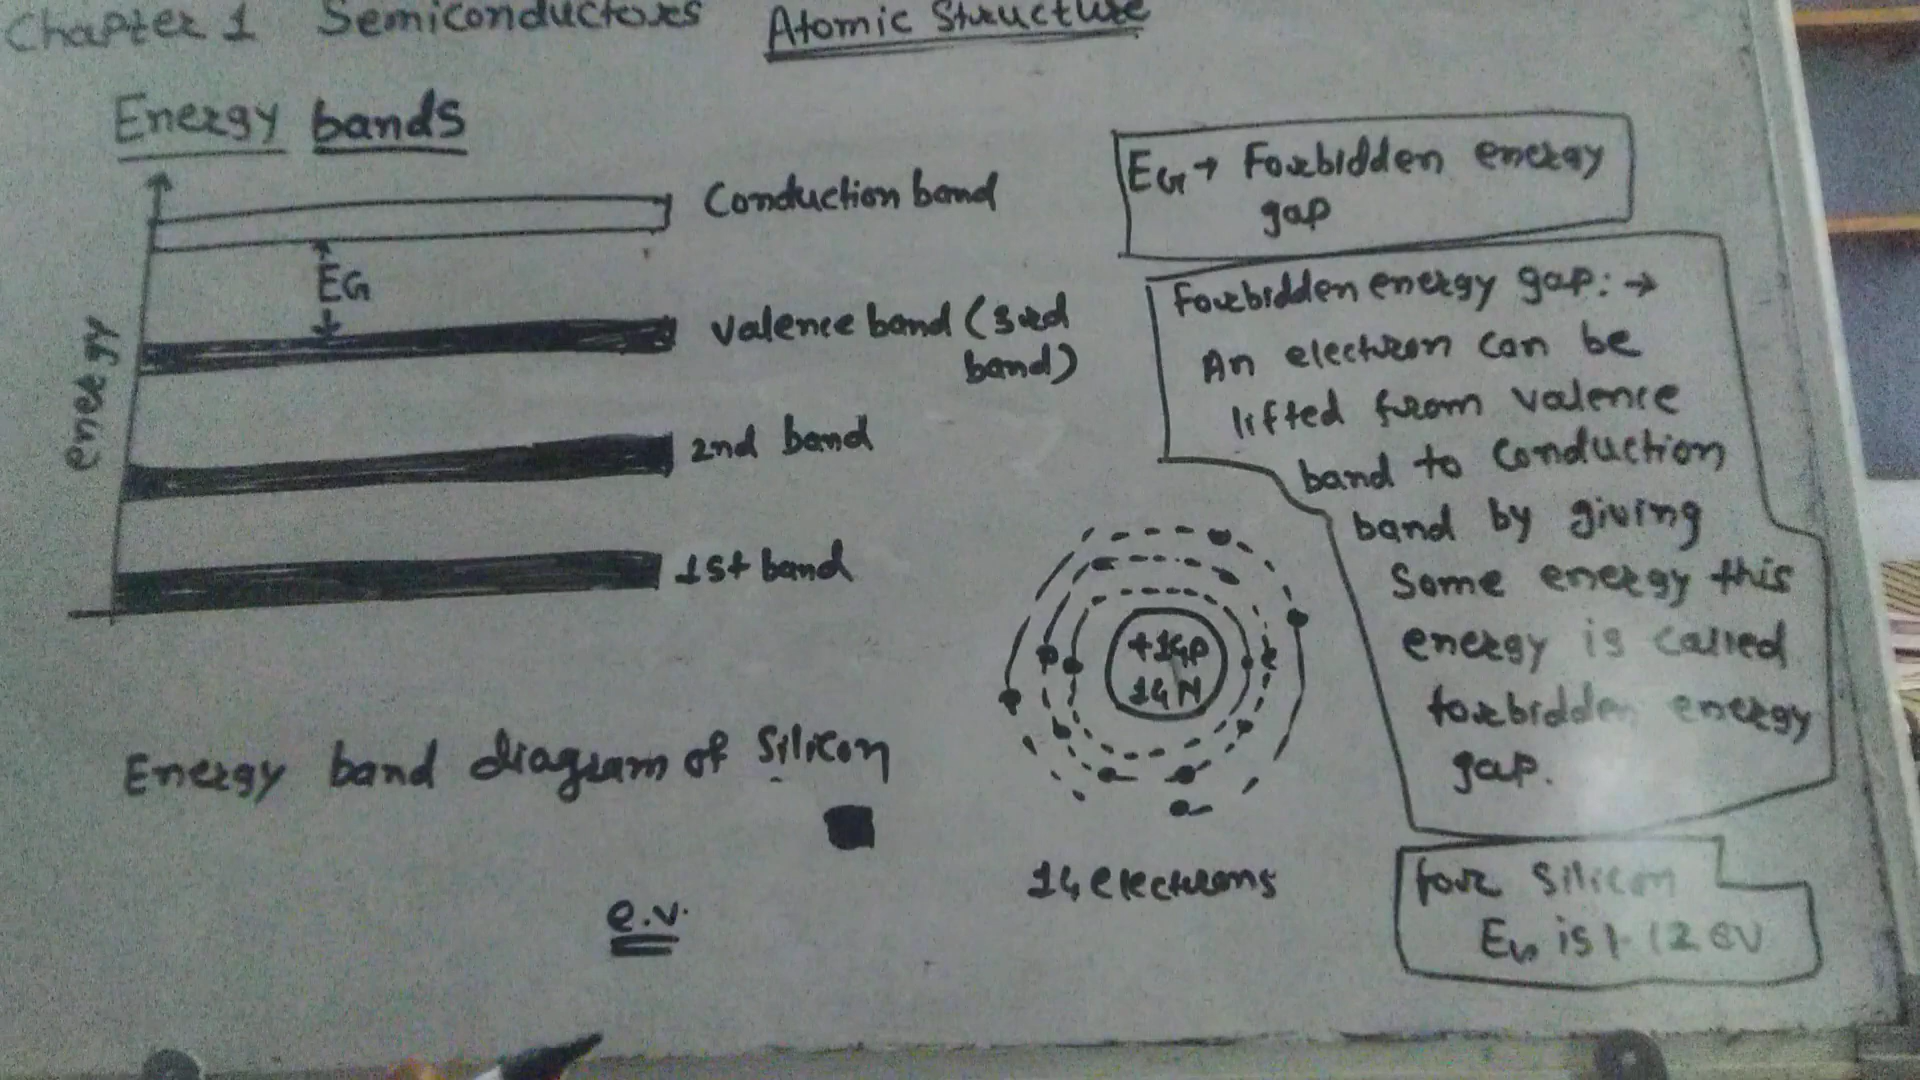 Chapter 1 Semiconductors Atomic Structure
Energy bands
Conduction band
EG
Valence band (3rd
band)
2nd band
1st band
energy
Energy band diagram of Silicon
e.v.
EG → Forbidden energy
gap
Forbidden energy gap: →
An electron can be
lifted from valence
band to conduction
band by giving
Some energy this
energy is called
forbidden energy
gap.
+14P
14N
14 electrons
for Silicon
EG is 1.12 eV